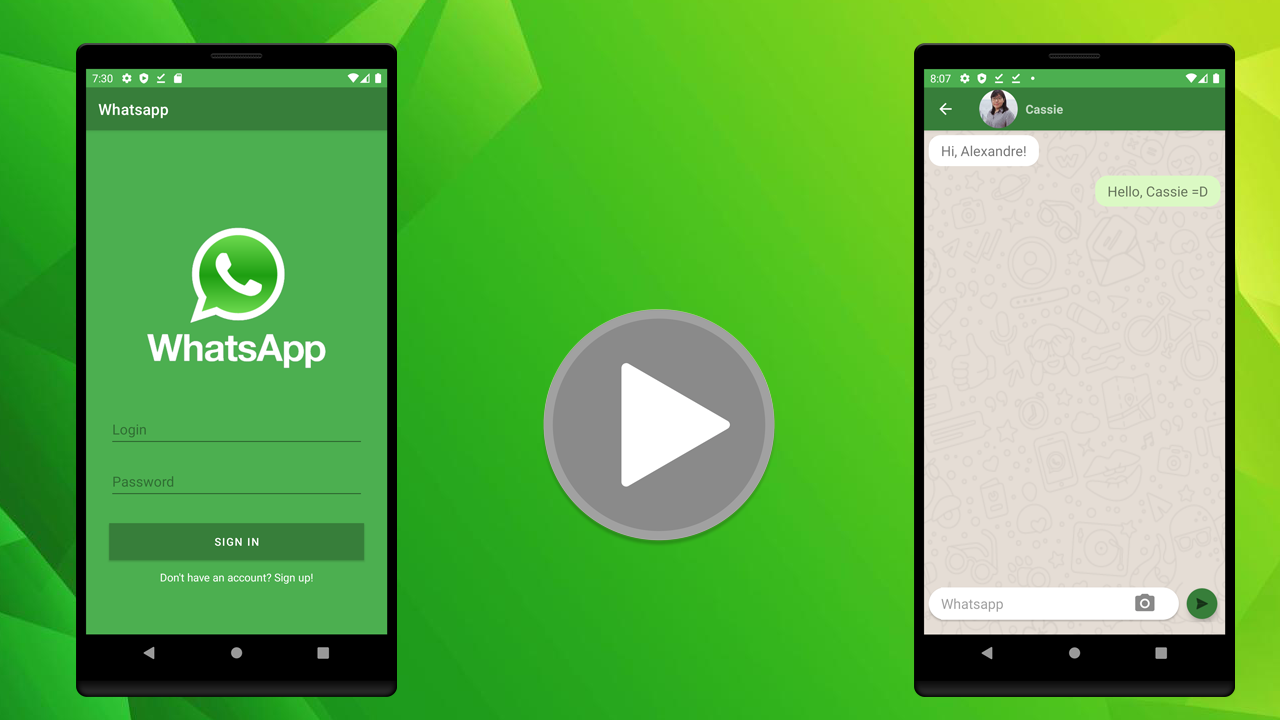 7:30
Whatsapp
WhatsApp
Login
Password
SIGN IN
Don't have an account? Sign up!
8:07
Cassie
Hi, Alexandre!
Hello, Cassie =D
Whatsapp